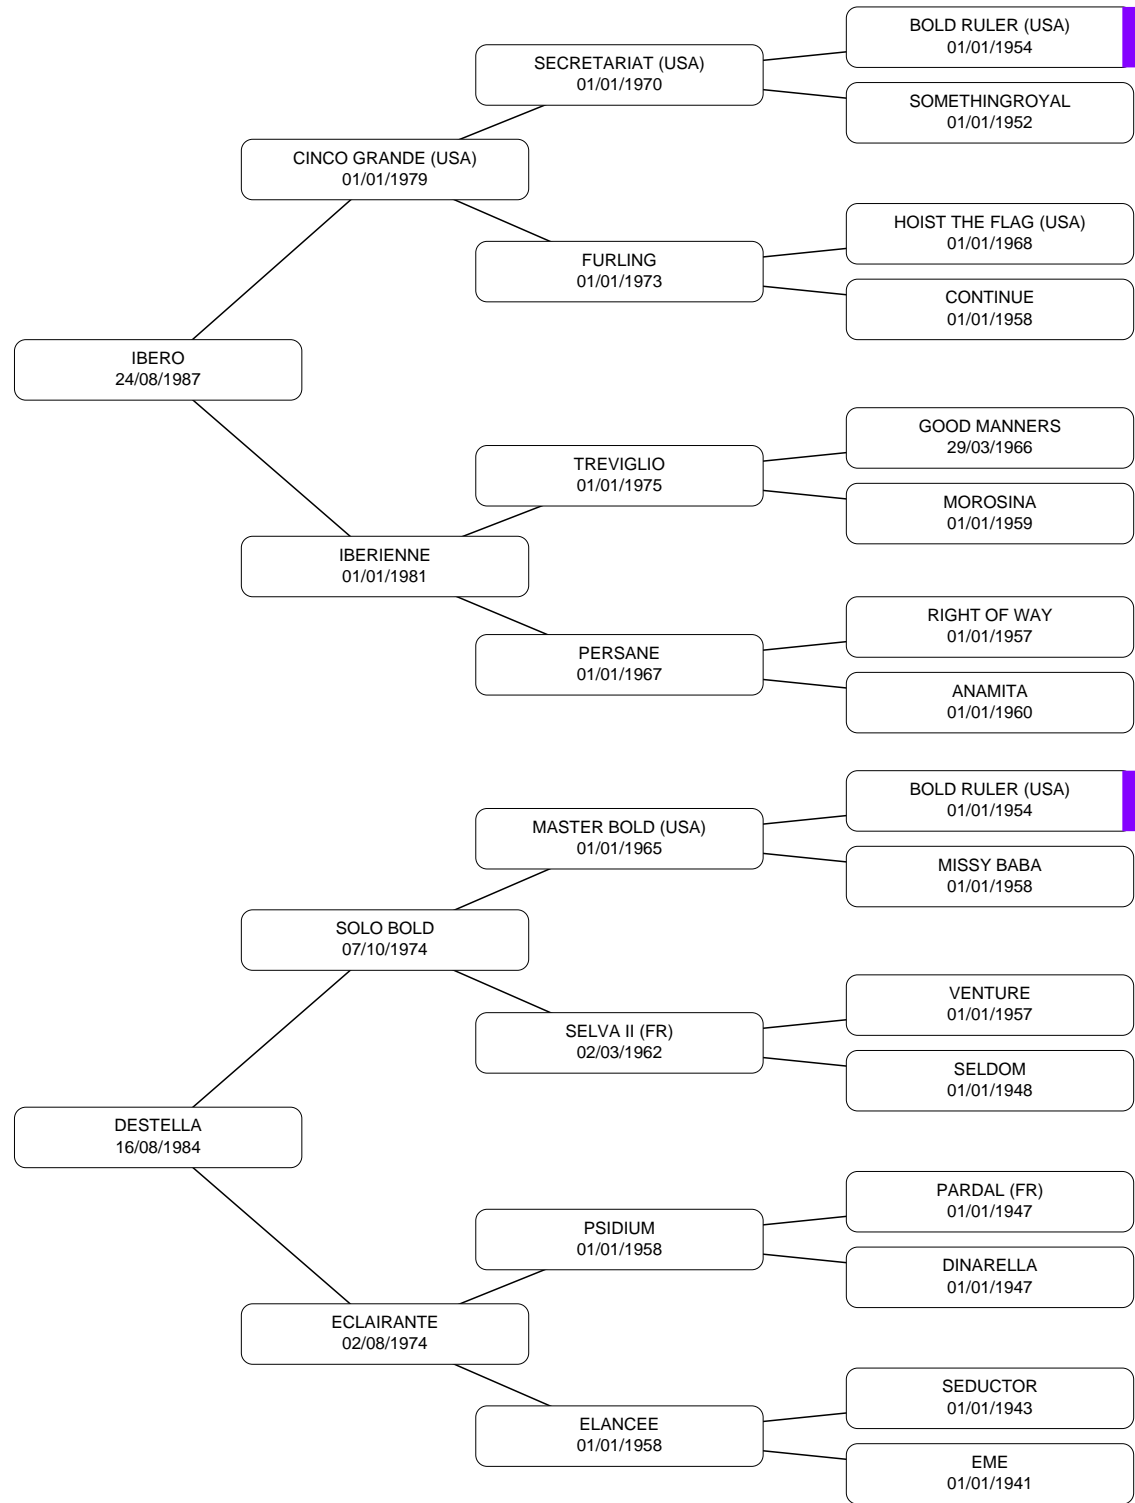 BOLD RULER (USA)
01/01/1954
SECRETARIAT (USA)
01/01/1970
SOMETHINGROYAL
01/01/1952
CINCO GRANDE (USA)
01/01/1979
HOIST THE FLAG (USA)
01/01/1968
FURLING
01/01/1973
CONTINUE
01/01/1958
IBERO
24/08/1987
GOOD MANNERS
29/03/1966
TREVIGLIO
01/01/1975
MOROSINA
01/01/1959
IBERIENNE
01/01/1981
RIGHT OF WAY
01/01/1957
PERSANE
01/01/1967
ANAMITA
01/01/1960
BOLD RULER (USA)
01/01/1954
MASTER BOLD (USA)
01/01/1965
MISSY BABA
01/01/1958
SOLO BOLD
07/10/1974
VENTURE
01/01/1957
SELVA II (FR)
02/03/1962
SELDOM
01/01/1948
DESTELLA
16/08/1984
PARDAL (FR)
01/01/1947
PSIDIUM
01/01/1958
DINARELLA
01/01/1947
ECLAIRANTE
02/08/1974
SEDUCTOR
01/01/1943
ELANCEE
01/01/1958
EME
01/01/1941